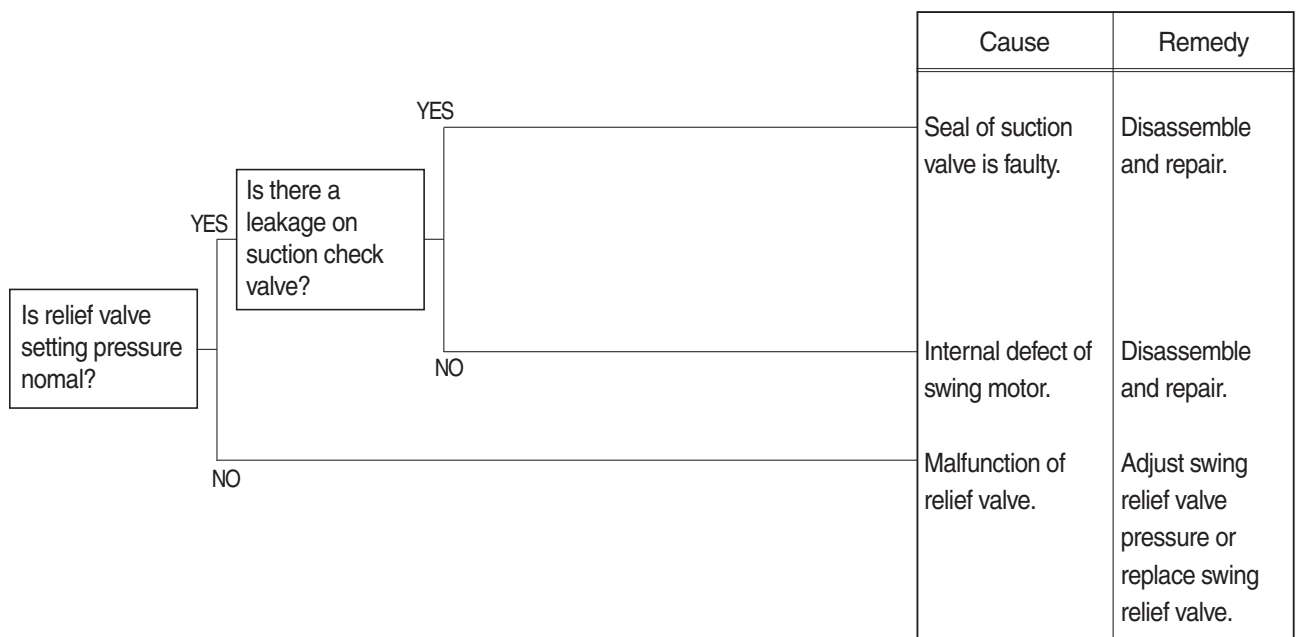 Cause
Remedy
YES
Seal of suction
valve is faulty.
Disassemble
and repair.
YES
Is there a
leakage on
suction check
valve?
Is relief valve
setting pressure
nomal?
NO
Internal defect of
swing motor.
Disassemble
and repair.
NO
Malfunction of
relief valve.
Adjust swing
relief valve
pressure or
replace swing
relief valve.